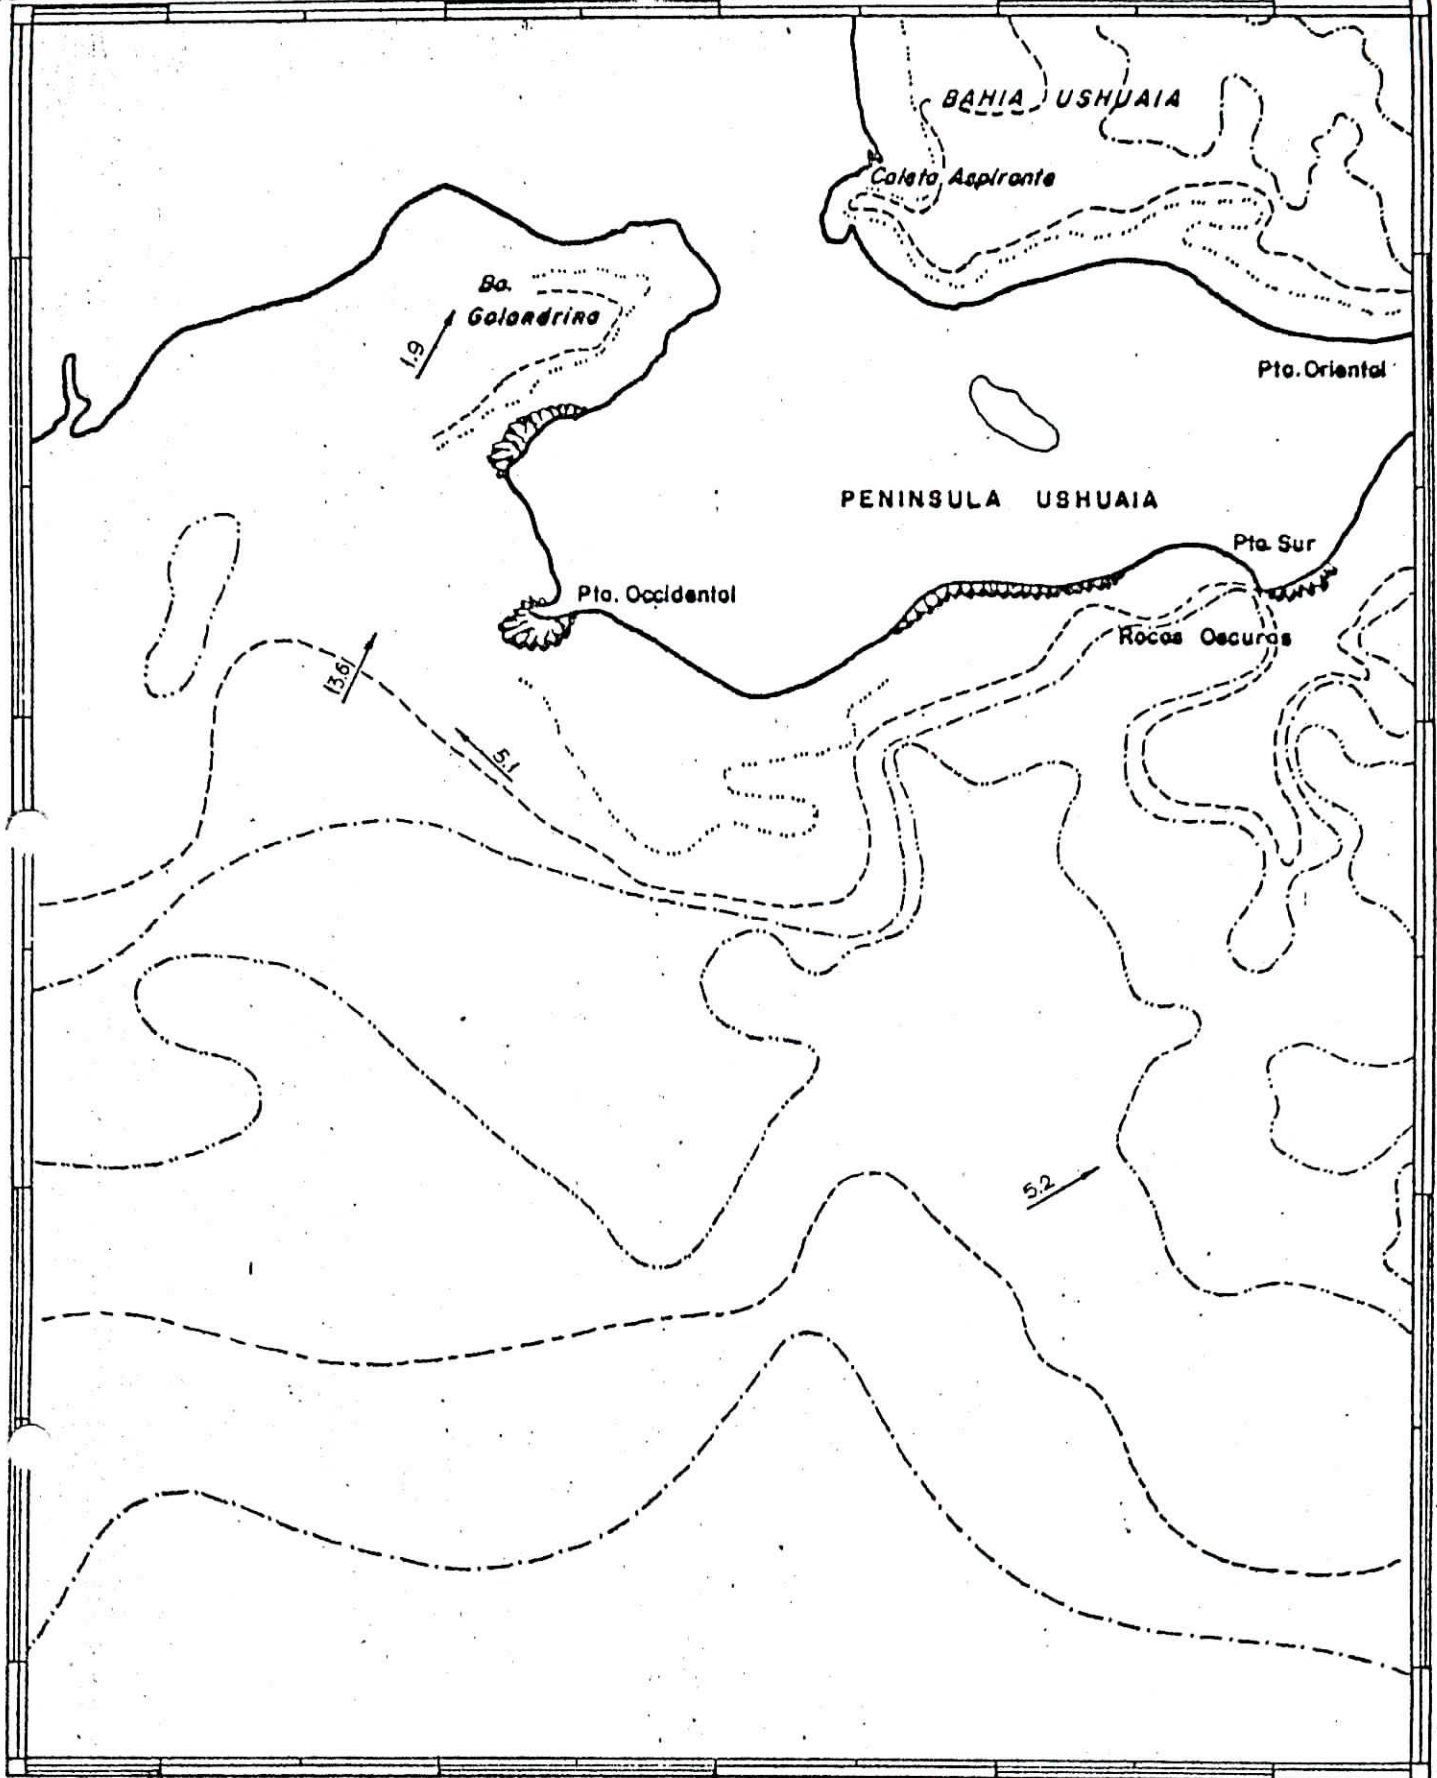 BAHIA USHUAIA
Caleta Aspirante
Ba.
Golondrina
1.9
Pta. Oriental
PENINSULA USHUAIA
Pta. Sur
Pta. Occidental
Rocas Oscuras
13.61
5.1
5.2